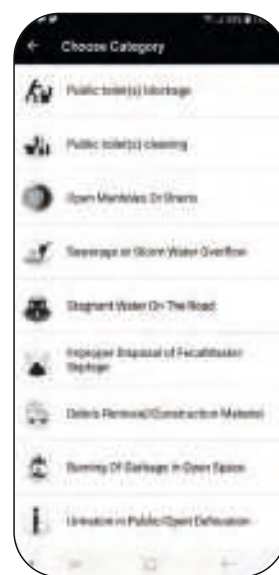 Choose Category
Public toilet(s) blockage
Public toilet(s) cleaning
Open Manholes Or Drains
Sewerage or Storm Water Overflow
Stagnant Water On The Road
Improper Disposal of Fecal Waste/
Septage
Debris Removal/Construction Material
Burning Of Garbage in Open Space
Urination in Public/Open Defecation